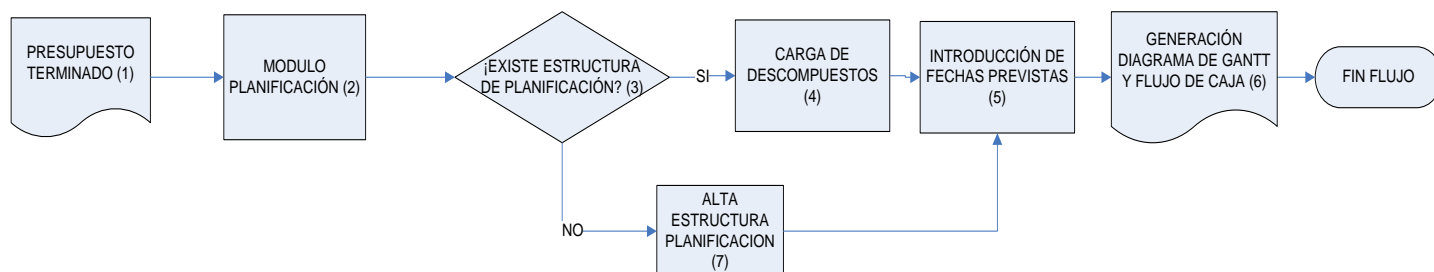 PRESUPUESTO
TERMINADO (1)
MODULO
PLANIFICACIÓN (2)
¡EXISTE ESTRUCTURA
DE PLANIFICACIÓN? (3)
SI
CARGA DE
DESCOMPUESTOS
(4)
INTRODUCCIÓN DE
FECHAS PREVISTAS
(5)
GENERACIÓN
DIAGRAMA DE GANTT
Y FLUJO DE CAJA (6)
FIN FLUJO
NO
ALTA
ESTRUCTURA
PLANIFICACION
(7)